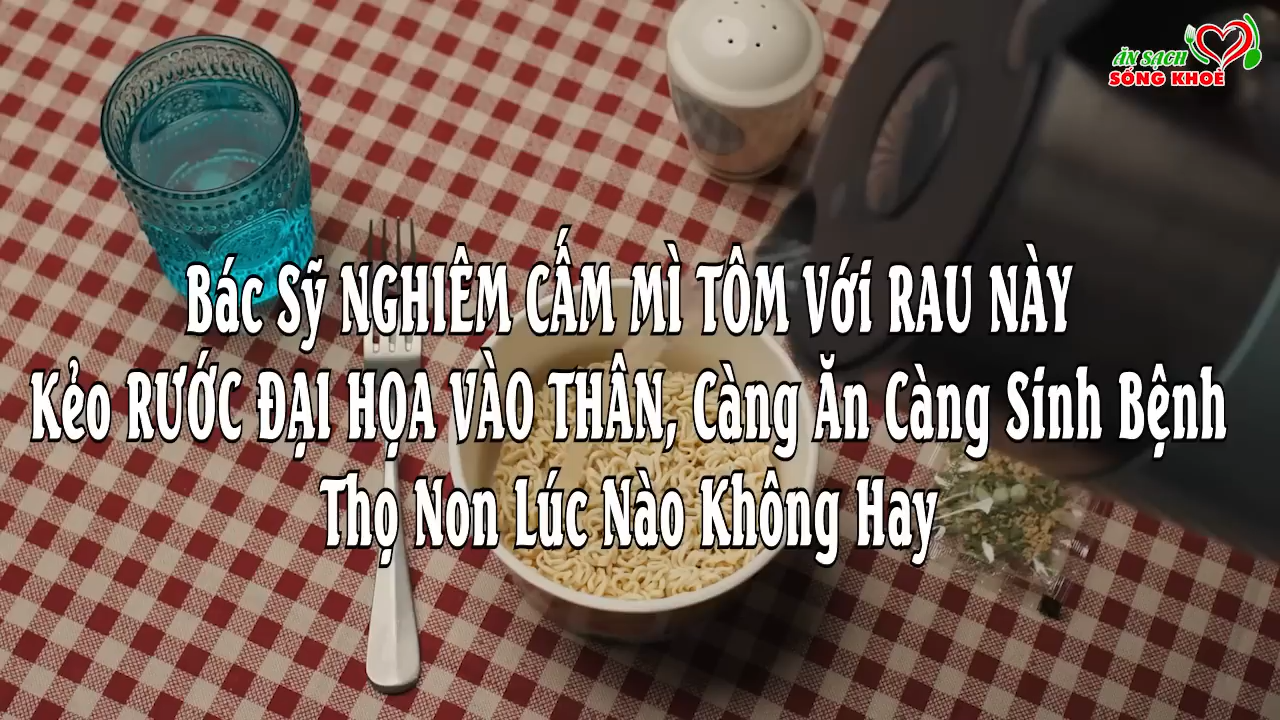 ĂN SẠCH
SỐNG KHOẺ
Bác Sỹ NGHIÊM CẤM MÌ TÔM Với RAU NÀY
Kẻo RƯỚC ĐẠI HỌA VÀO THÂN, Càng Ăn Càng Sinh Bệnh
Thọ Non Lúc Nào Không Hay